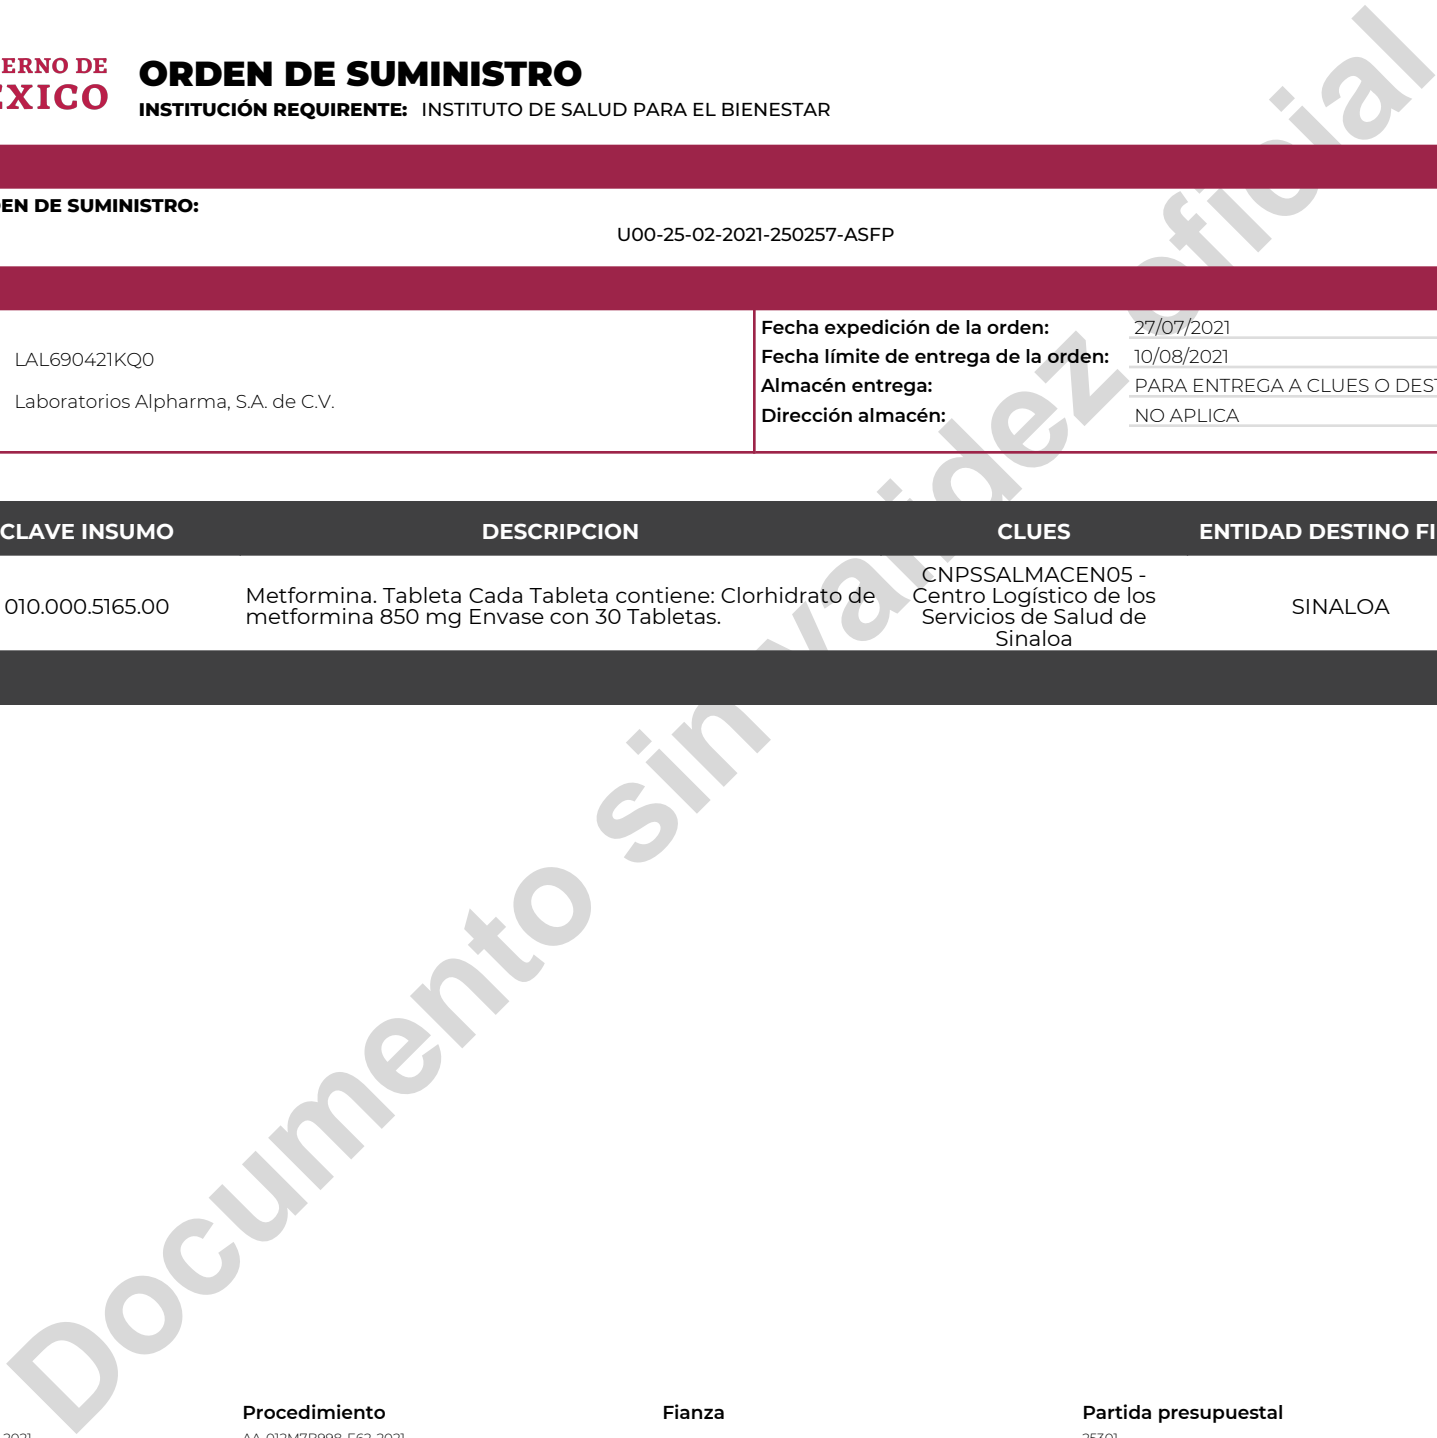 ERNO DE
EXICO
ORDEN DE SUMINISTRO
INSTITUCIÓN REQUIRENTE: INSTITUTO DE SALUD PARA EL BIENESTAR
EN DE SUMINISTRO:
U00-25-02-2021-250257-ASFP
LAL690421KQ0
Laboratorios Alpharma, S.A. de C.V.
Fecha expedición de la orden: 27/07/2021
Fecha límite de entrega de la orden: 10/08/2021
Almacén entrega: PARA ENTREGA A CLUES O DEST
Dirección almacén: NO APLICA
CLAVE INSUMO DESCRIPCION CLUES ENTIDAD DESTINO FI
010.000.5165.00
Metformina. Tableta Cada Tableta contiene: Clorhidrato de
metformina 850 mg Envase con 30 Tabletas.
CNPSSALMACEN05 -
Centro Logístico de los
Servicios de Salud de
Sinaloa
SINALOA
Documento sin validez oficial
Procedimiento Fianza Partida presupuestal